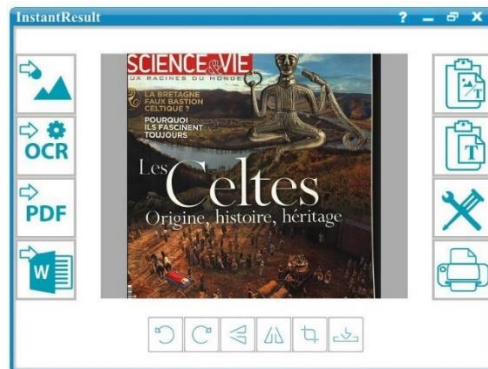 InstantResult
?
SCIENCE & VIE
AUX RACINES DU MONDE
LA BRETAGNE
FAUX BASTION
CELTIQUE ?
POURQUOI
ILS FASCINENT
TOUJOURS
Les Celtes
Origine, histoire, héritage
OCR
PDF
W
T
T